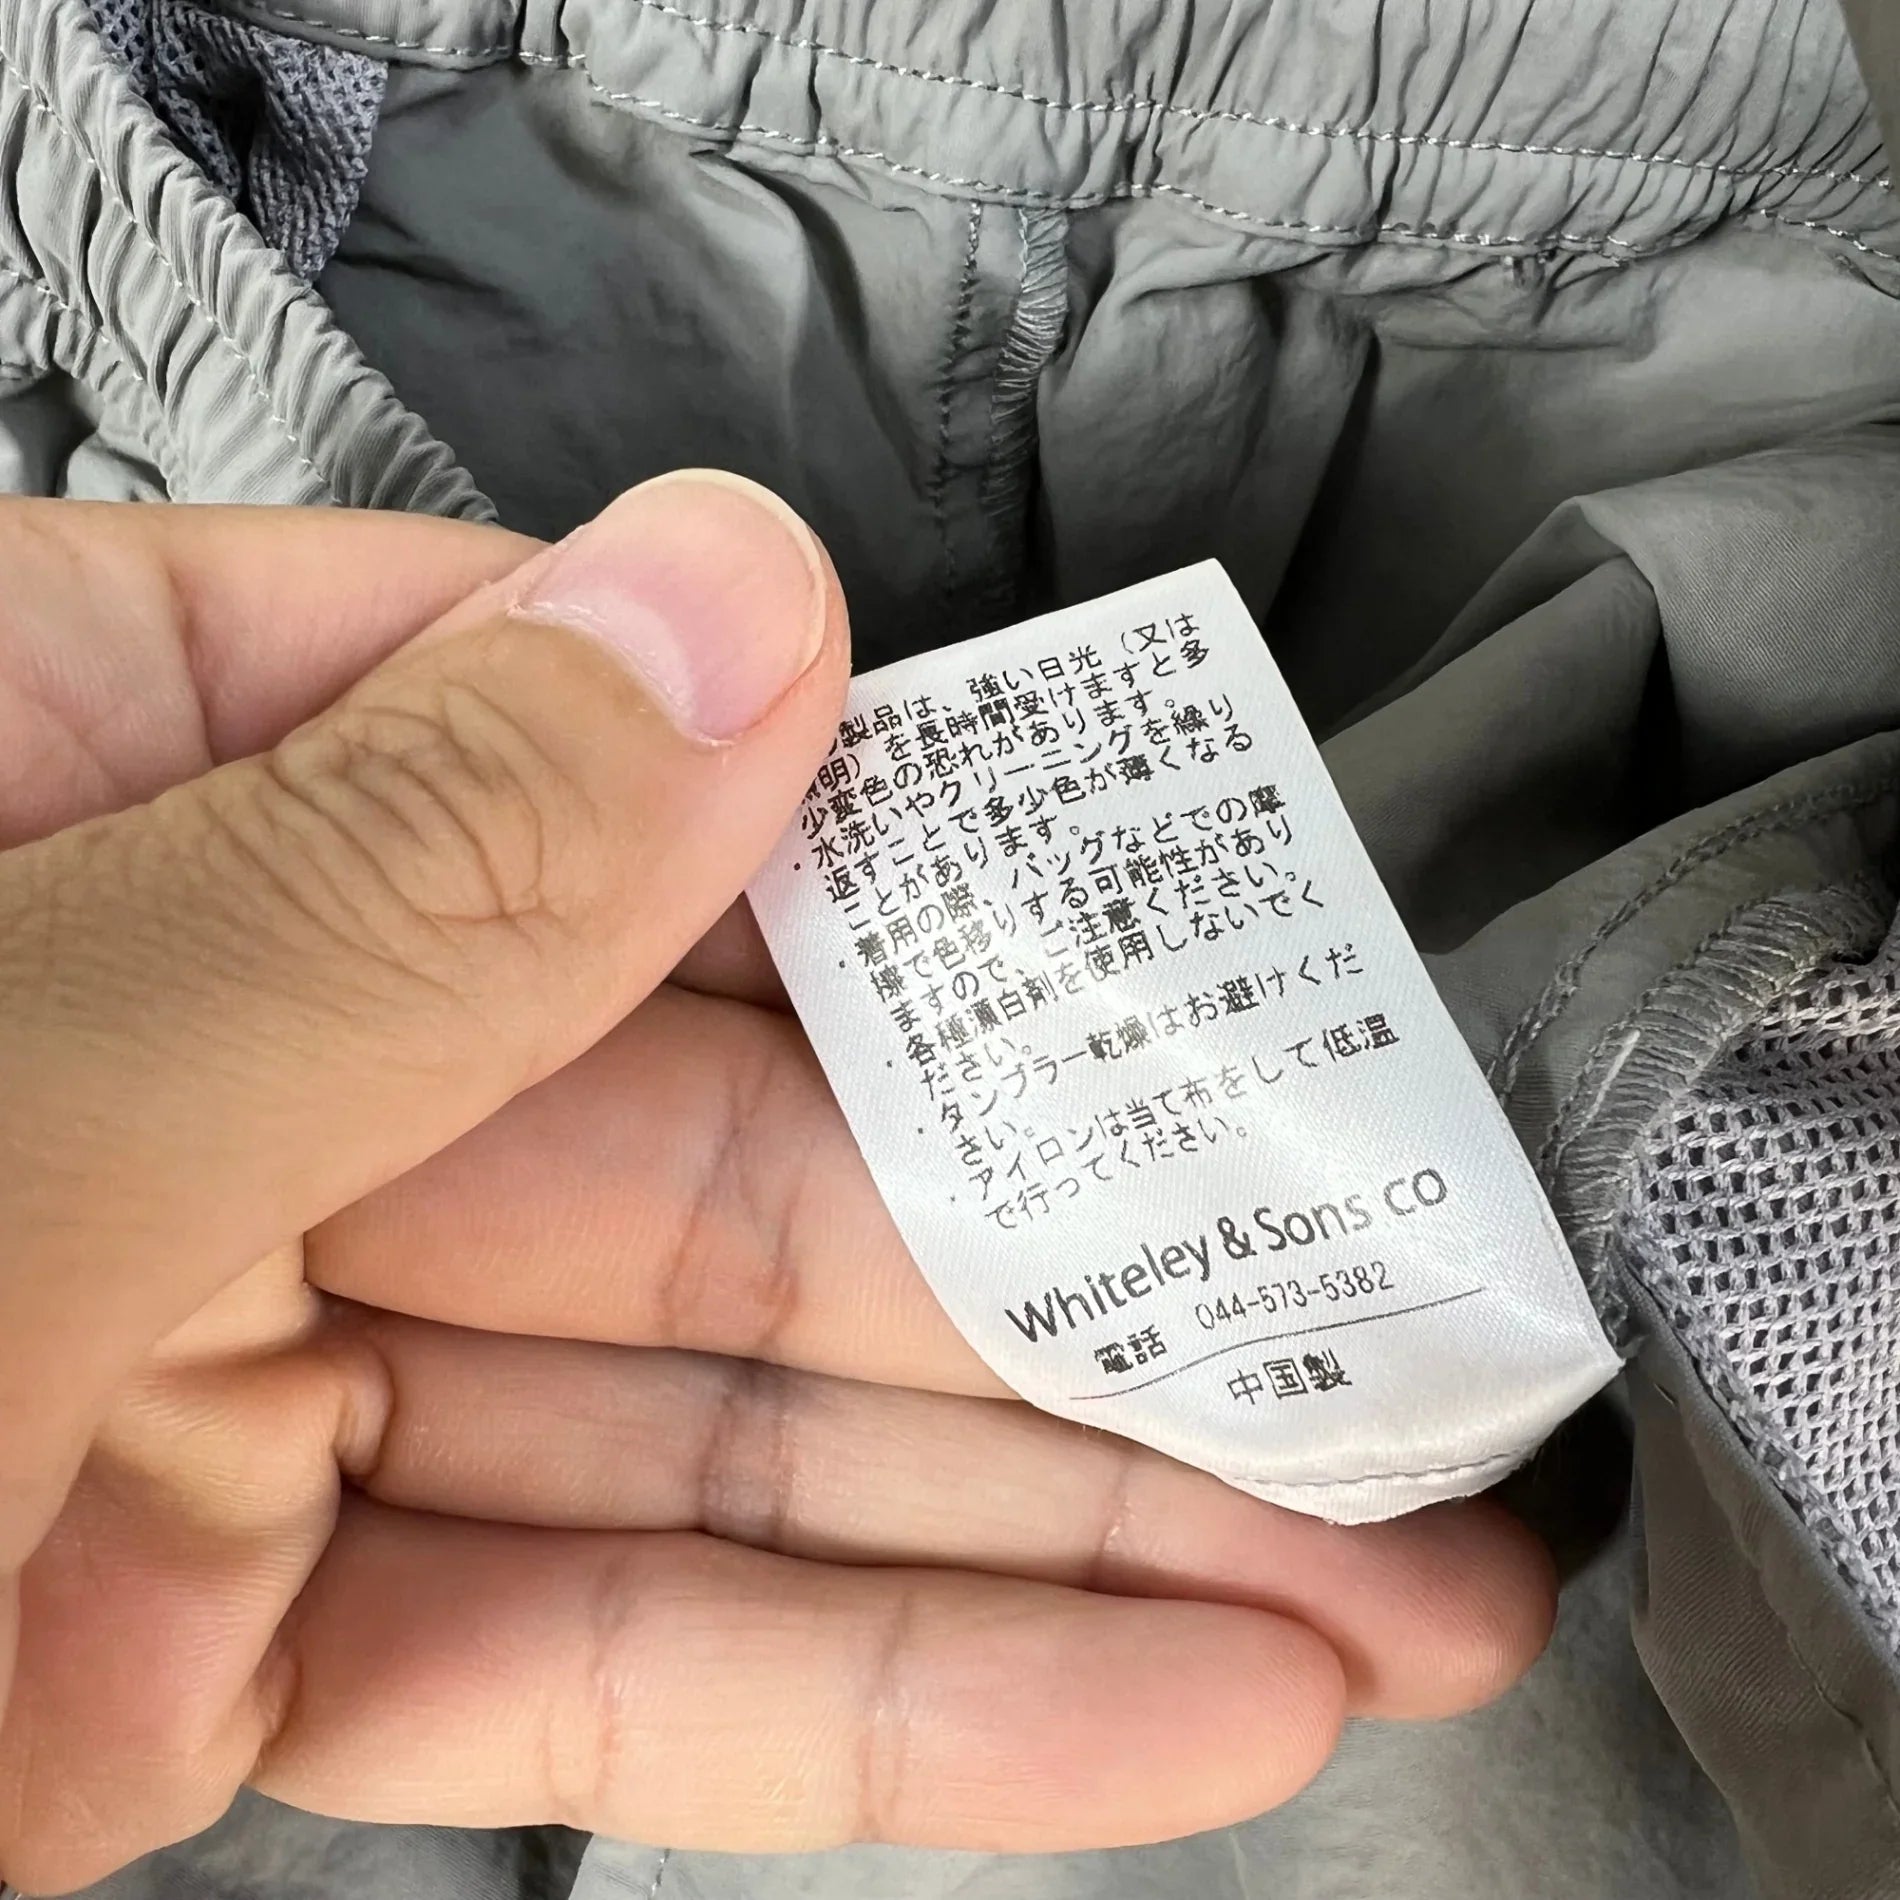 製品は、強い日光（又は
照明）を長時間受けますと多
少変色の恐れがあります。
・水洗いやクリーニングを繰り
返すことで多少色が薄くなる
ことがあります。
・着用の際、バッグなどでの摩
擦で色移りする可能性があり
ますので、ご注意ください。
・各種漂白剤を使用しないでく
ださい。
・タンブラー乾燥はお避けくだ
さい。
・アイロンは当て布をして低温
で行ってください。
Whiteley & Sons.co
電話 044-573-5382
中国製